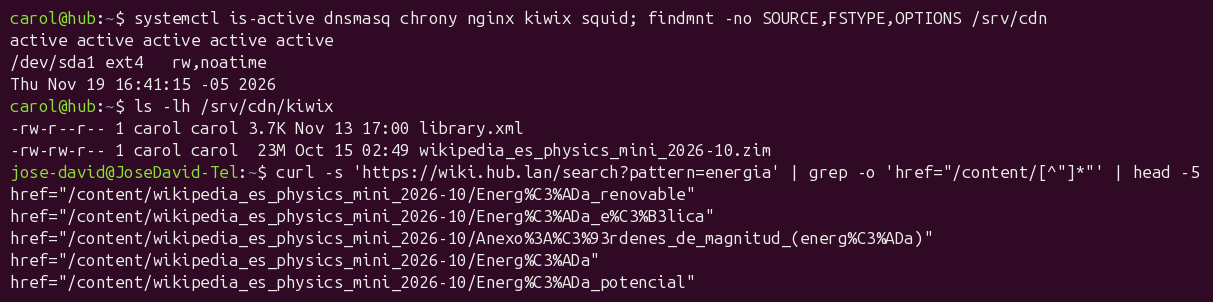 carol@hub:~$ systemctl is-active dnsmasq chrony nginx kiwix squid; findmnt -no SOURCE,FSTYPE,OPTIONS /srv/cdn
active active active active active
/dev/sda1 ext4   rw,noatime
Thu Nov 19 16:41:15 -05 2026
carol@hub:~$ ls -lh /srv/cdn/kiwix
-rw-r--r-- 1 carol carol 3.7K Nov 13 17:00 library.xml
-rw-rw-r-- 1 carol carol  23M Oct 15 02:49 wikipedia_es_physics_mini_2026-10.zim
jose-david@JoseDavid-Tel:~$ curl -s 'https://wiki.hub.lan/search?pattern=energia' | grep -o 'href="/content/[^"]*"' | head -5
href="/content/wikipedia_es_physics_mini_2026-10/Energ%C3%ADa_renovable"
href="/content/wikipedia_es_physics_mini_2026-10/Energ%C3%ADa_e%C3%B3lica"
href="/content/wikipedia_es_physics_mini_2026-10/Anexo%3A%C3%93rdenes_de_magnitud_(energ%C3%ADa)"
href="/content/wikipedia_es_physics_mini_2026-10/Energ%C3%ADa"
href="/content/wikipedia_es_physics_mini_2026-10/Energ%C3%ADa_potencial"